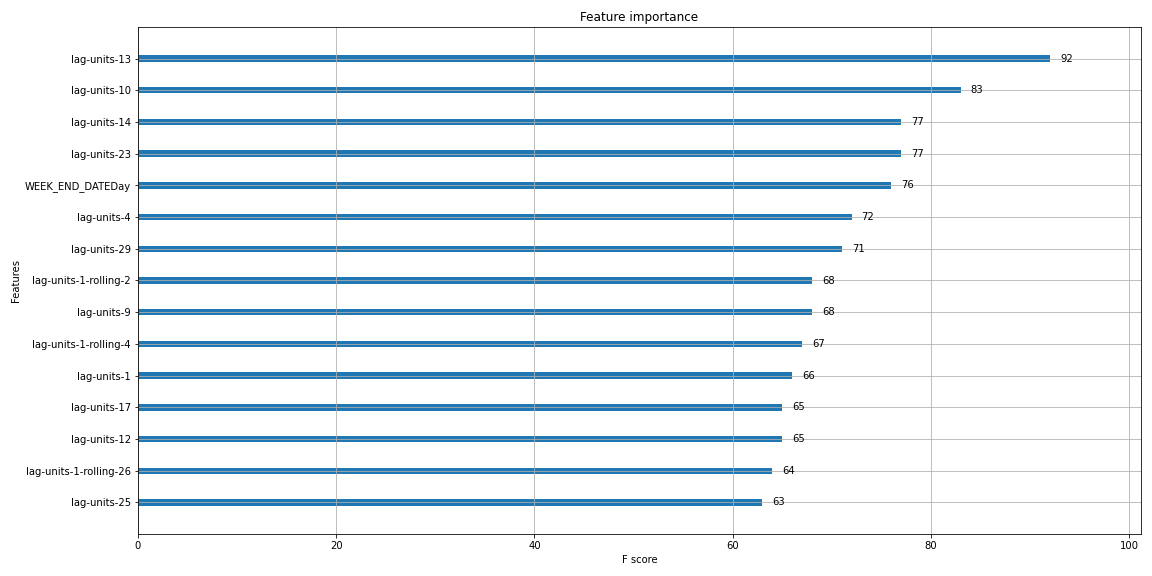 Feature importance
Features
lag-units-13 92
lag-units-10 83
lag-units-14 77
lag-units-23 77
WEEK_END_DATEDay 76
lag-units-4 72
lag-units-29 71
lag-units-1-rolling-2 68
lag-units-9 68
lag-units-1-rolling-4 67
lag-units-1 66
lag-units-17 65
lag-units-12 65
lag-units-1-rolling-26 64
lag-units-25 63
0 20 40 60 80 100
F score